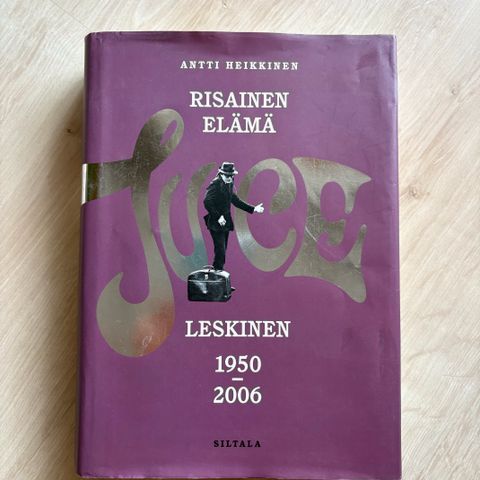 ANTTI HEIKKINEN
RISAINEN
ELÄMÄ
JUICE
LESKINEN
1950
–
2006
SILTALA